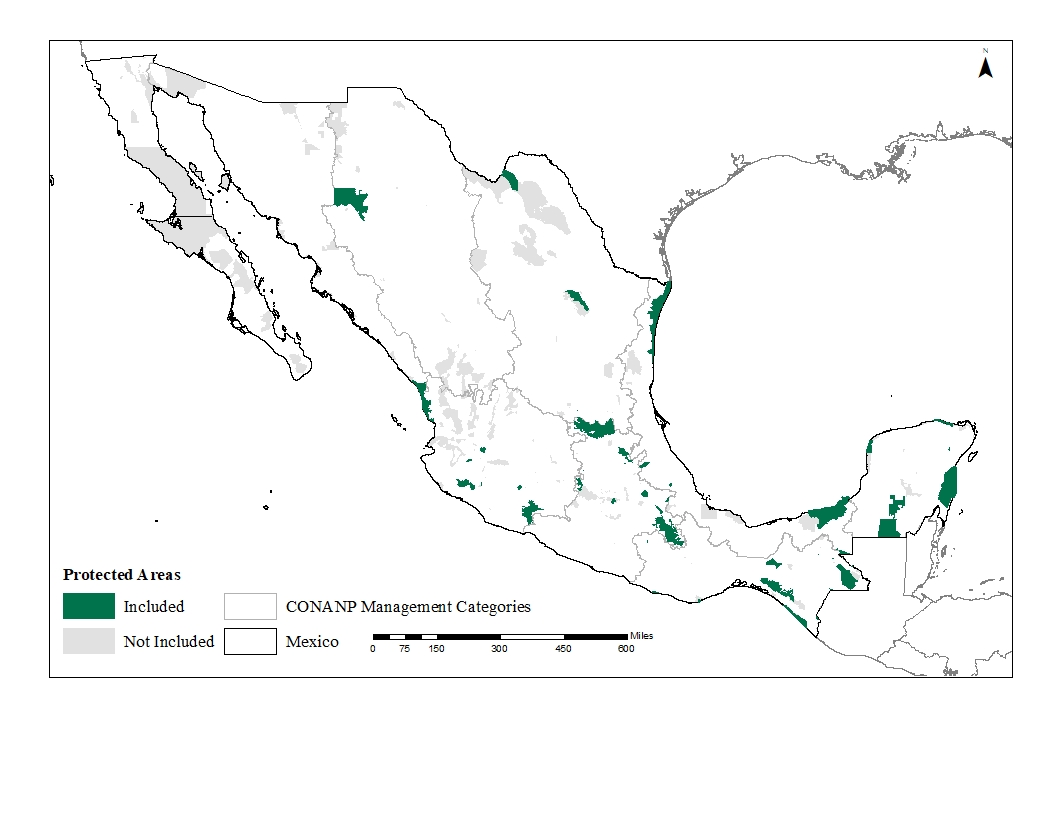 N
Protected Areas
Included
CONANP Management Categories
Not Included
Mexico
Miles
0 75 150 300 450 600